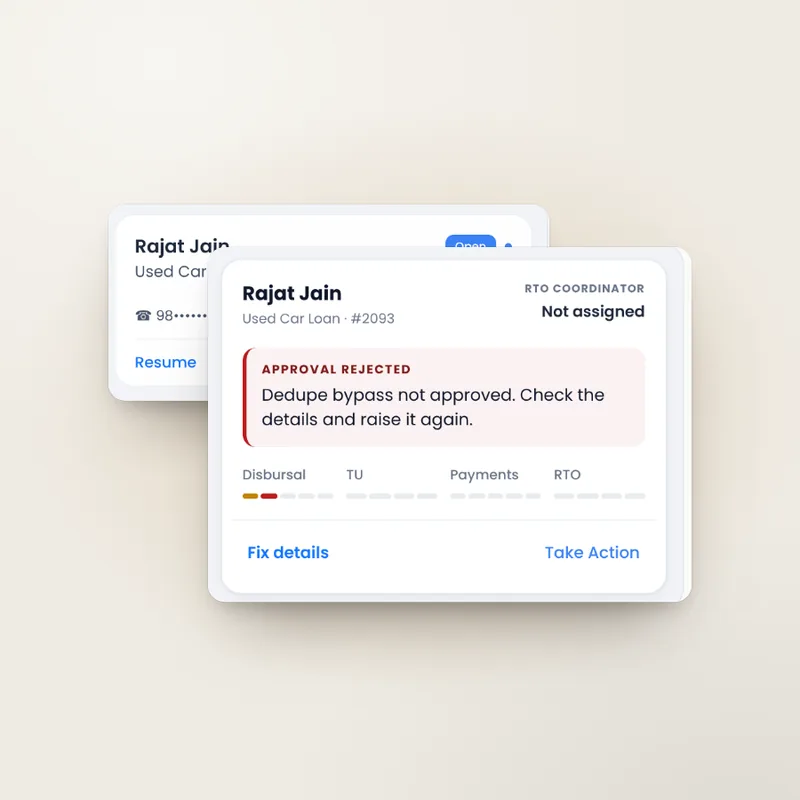 Rajat Jain
Open
Used Car
☎ 98••••••
Resume
Rajat Jain
Used Car Loan · #2093
RTO COORDINATOR
Not assigned
APPROVAL REJECTED
Dedupe bypass not approved. Check the
details and raise it again.
Disbursal
TU
Payments
RTO
Fix details
Take Action